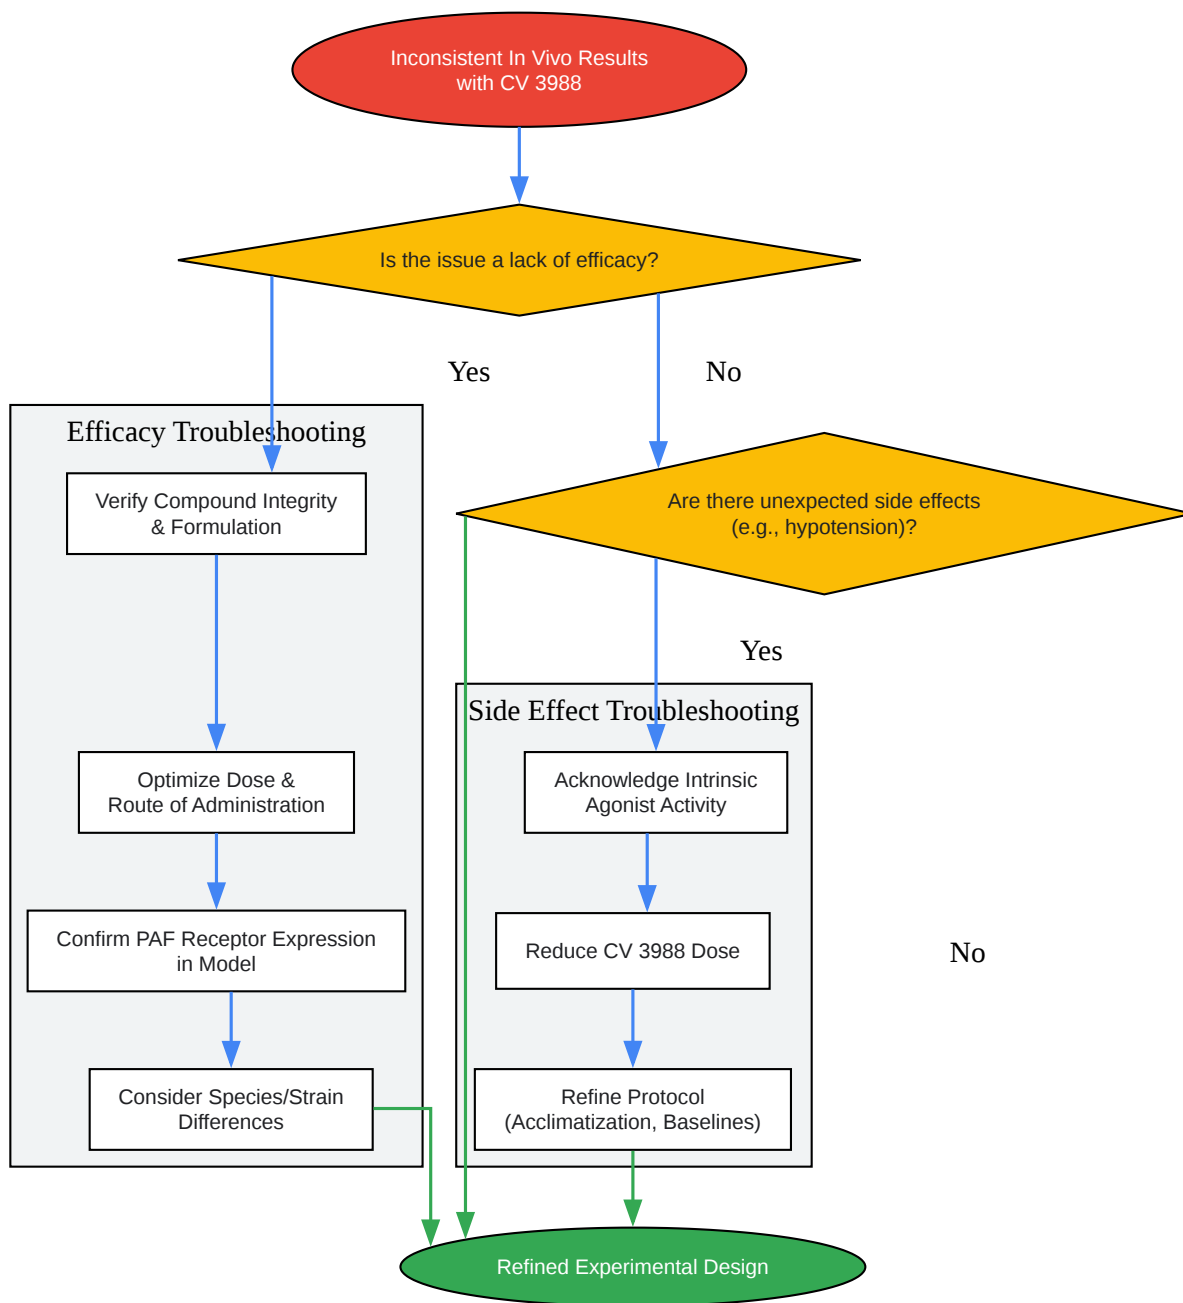 Inconsistent In Vivo Results
with CV 3988
Is the issue a lack of efficacy?
Yes
No
Efficacy Troubleshooting
Verify Compound Integrity
& Formulation
Are there unexpected side effects
(e.g., hypotension)?
Yes
Side Effect Troubleshooting
Optimize Dose &
Route of Administration
Acknowledge Intrinsic
Agonist Activity
Confirm PAF Receptor Expression
in Model
Reduce CV 3988 Dose
No
Consider Species/Strain
Differences
Refine Protocol
(Acclimatization, Baselines)
Refined Experimental Design